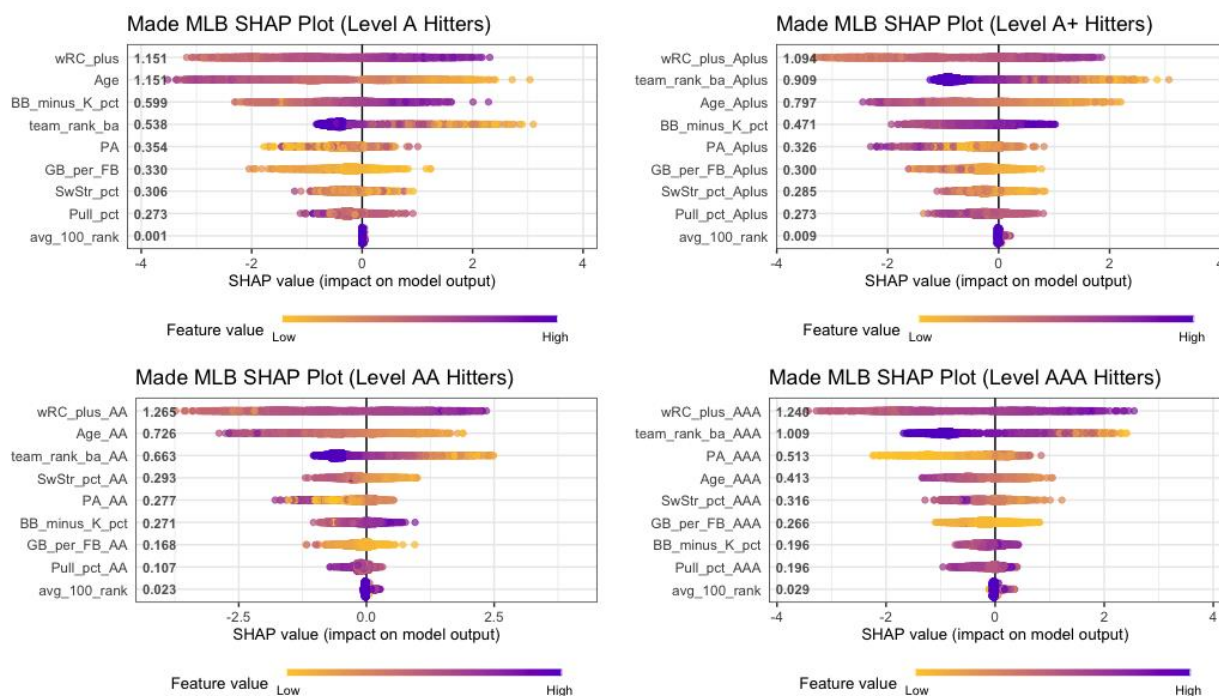 Made MLB SHAP Plot (Level A Hitters)
wRC_plus 1.151
Age 1.151
BB_minus_K_pct 0.599
team_rank_ba 0.538
PA 0.354
GB_per_FB 0.330
SwStr_pct 0.306
Pull_pct 0.273
avg_100_rank 0.001
-4 -2 0 2 4
SHAP value (impact on model output)
Feature value Low High
Made MLB SHAP Plot (Level A+ Hitters)
wRC_plus_Aplus 1.094
team_rank_ba_Aplus 0.909
Age_Aplus 0.797
BB_minus_K_pct 0.471
PA_Aplus 0.326
GB_per_FB_Aplus 0.300
SwStr_pct_Aplus 0.285
Pull_pct_Aplus 0.273
avg_100_rank 0.009
-4 -2 0 2 4
SHAP value (impact on model output)
Feature value Low High
Made MLB SHAP Plot (Level AA Hitters)
wRC_plus_AA 1.265
Age_AA 0.726
team_rank_ba_AA 0.663
SwStr_pct_AA 0.293
PA_AA 0.277
BB_minus_K_pct 0.271
GB_per_FB_AA 0.168
Pull_pct_AA 0.107
avg_100_rank 0.023
-2.5 0.0 2.5
SHAP value (impact on model output)
Feature value Low High
Made MLB SHAP Plot (Level AAA Hitters)
wRC_plus_AAA 1.240
team_rank_ba_AAA 1.009
PA_AAA 0.513
Age_AAA 0.413
SwStr_pct_AAA 0.316
GB_per_FB_AAA 0.266
BB_minus_K_pct 0.196
Pull_pct_AAA 0.196
avg_100_rank 0.029
-4 -2 0 2 4
SHAP value (impact on model output)
Feature value Low High